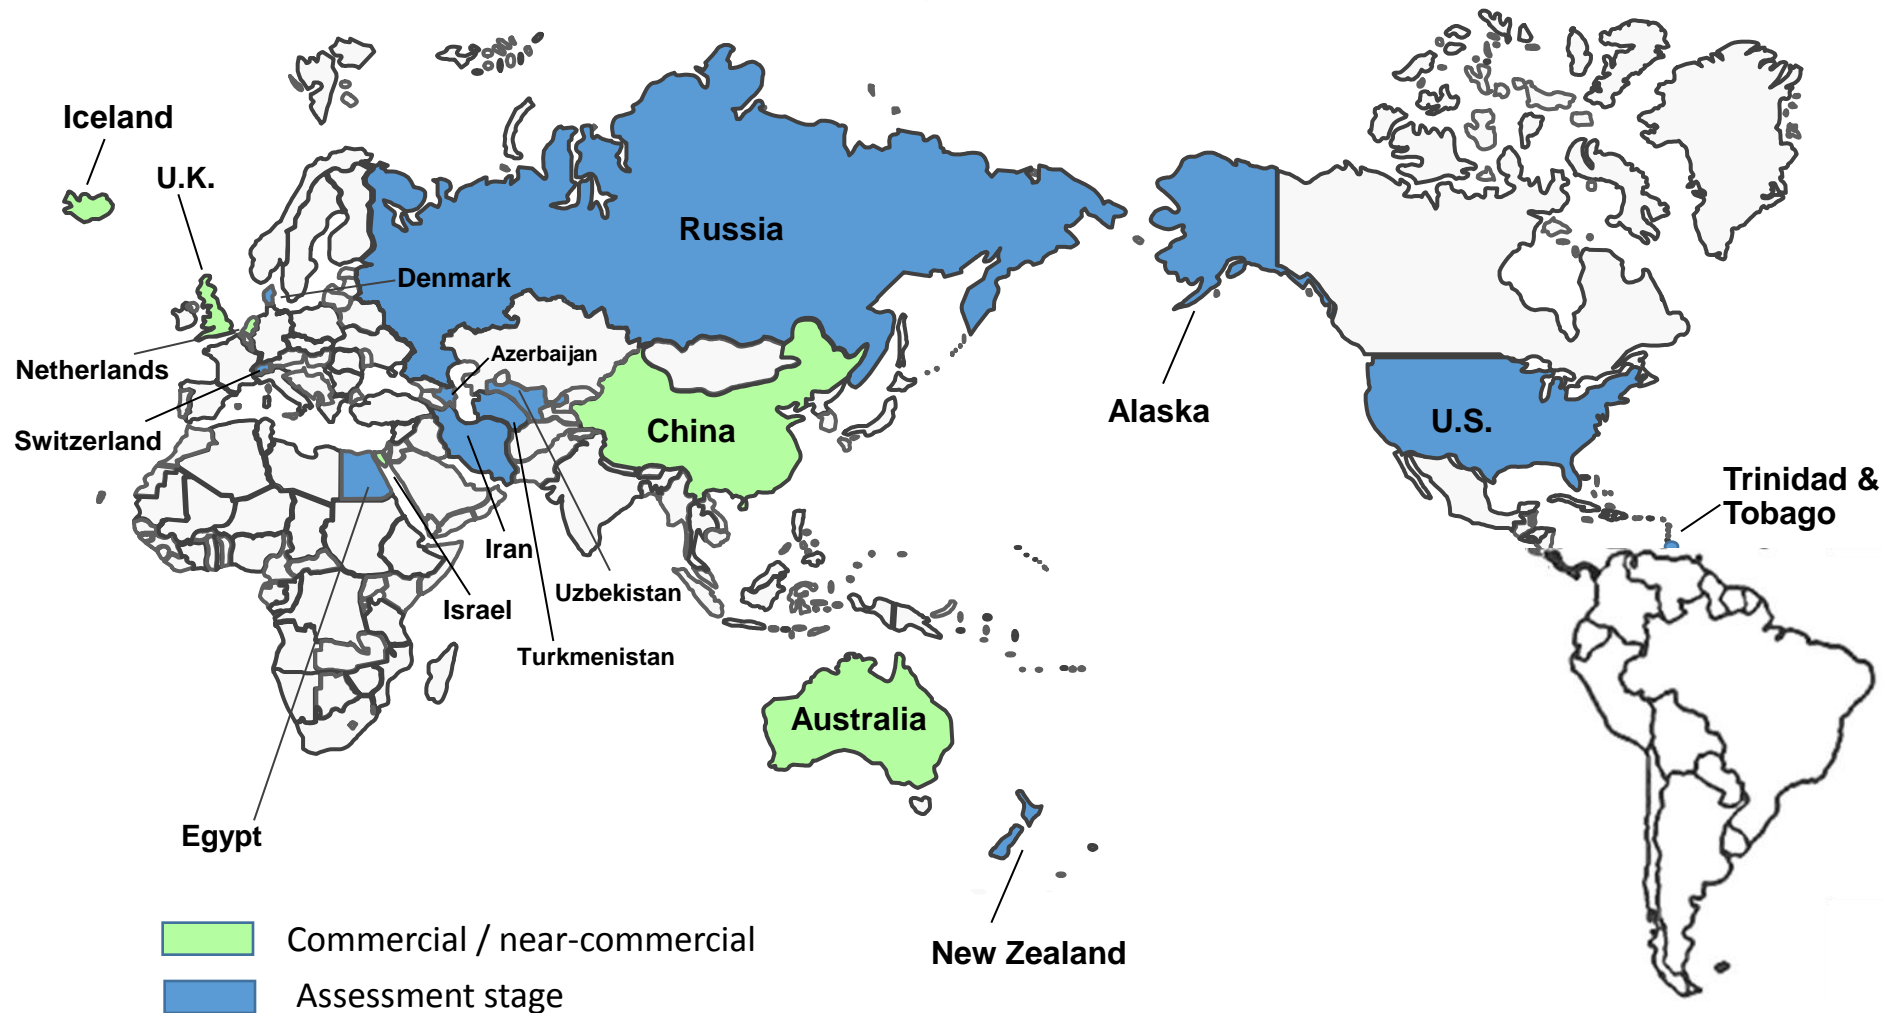 Iceland
U.K.
Russia
Denmark
Netherlands
Azerbaijan
Switzerland
China
Alaska
U.S.
Trinidad &
Tobago
Iran
Uzbekistan
Israel
Turkmenistan
Australia
Egypt
New Zealand
Commercial / near-commercial
Assessment stage